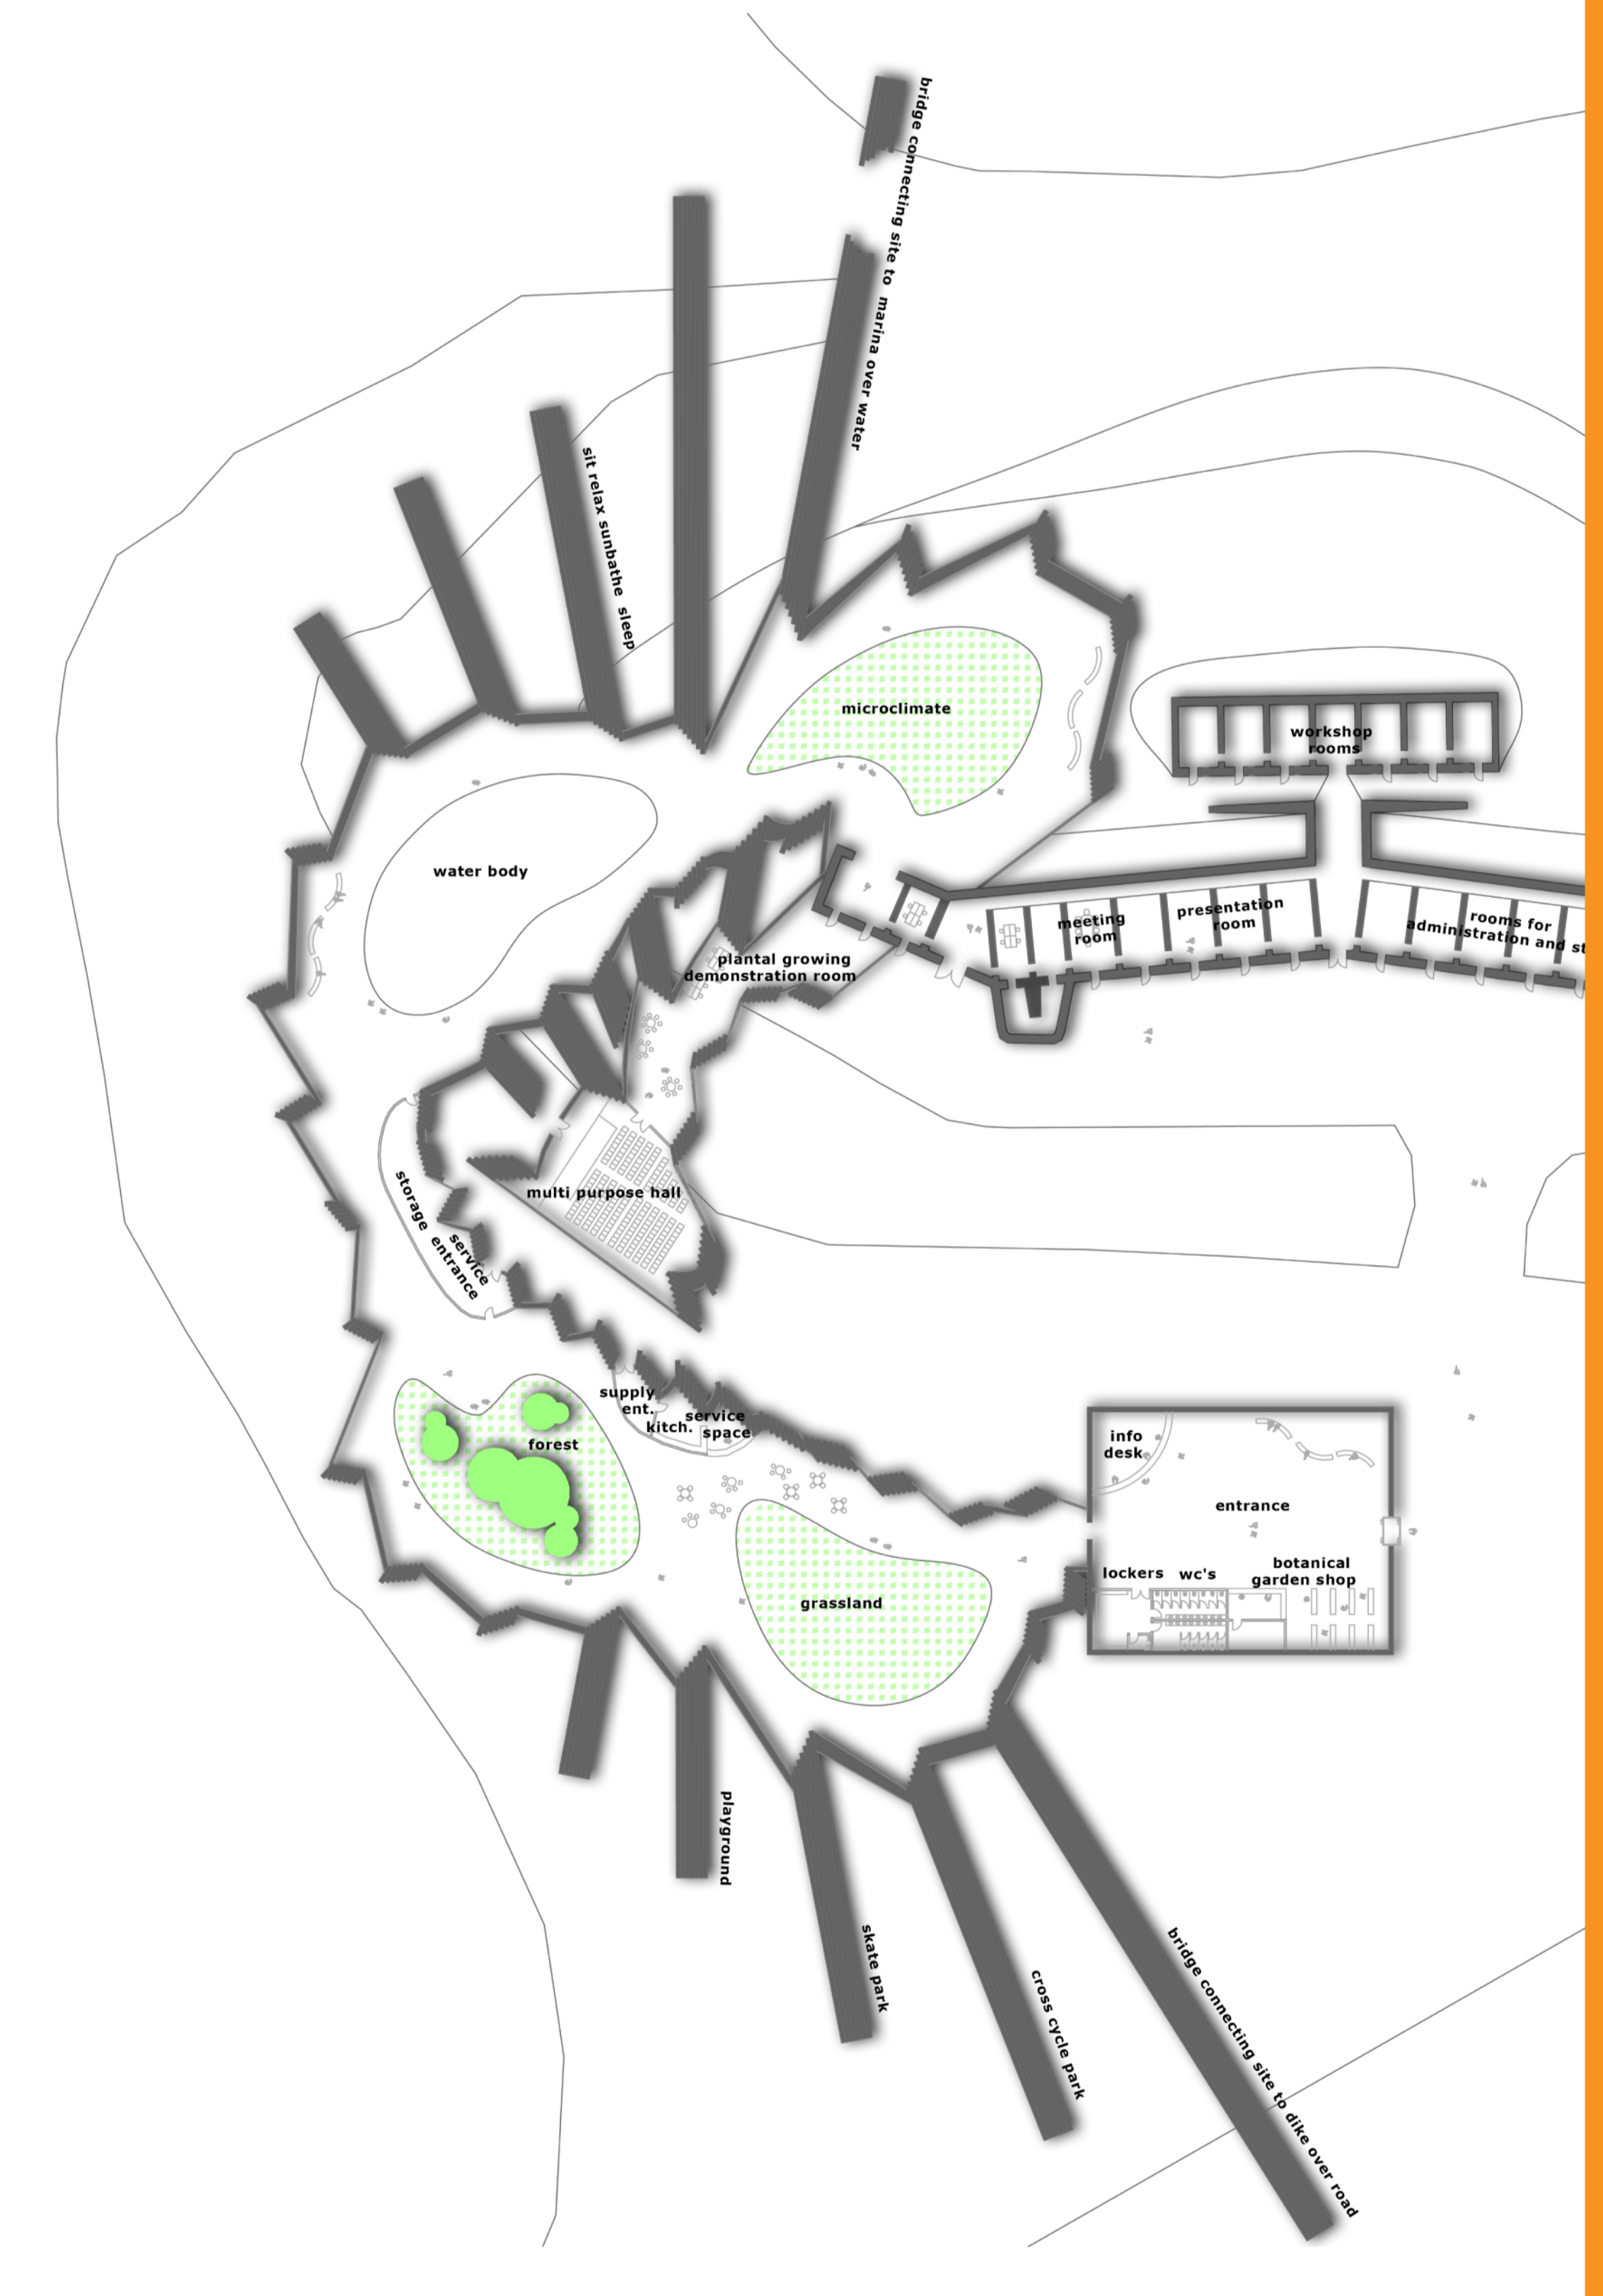 bridge connecting site to marina over water
sit relax sunbathe sleep
microclimate
workshop
rooms
water body
meeting
room
presentation
room
rooms for
administration and st
plantal growing
demonstration room
multi purpose hall
storage
service
entrance
supply
ent.
kitch.
service
space
forest
info
desk
entrance
lockers
wc's
botanical
garden shop
grassland
playground
skate park
cross cycle park
bridge connecting site to dike over road